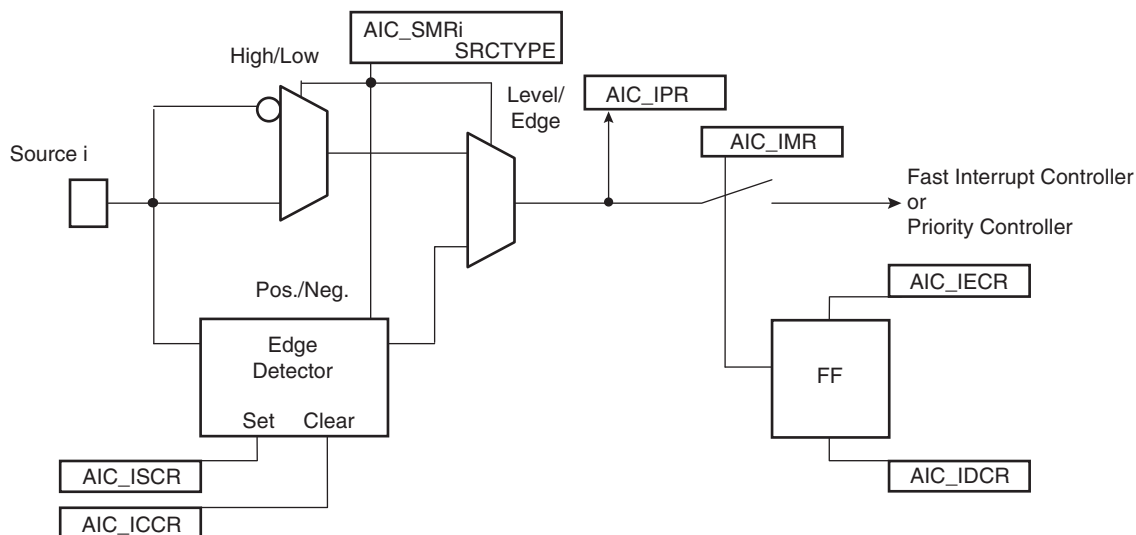 AIC_SMRi
SRCTYPE
High/Low
Level/
Edge
AIC_IPR
AIC_IMR
Source i
Fast Interrupt Controller
or
Priority Controller
Pos./Neg.
AIC_IECR
Edge
Detector
FF
Set Clear
AIC_ISCR
AIC_IDCR
AIC_ICCR